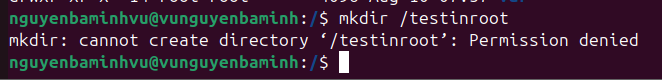 nguyenbaminhvu@vunguyenbaminh:/$ mkdir /testinroot
mkdir: cannot create directory ‘/testinroot’: Permission denied
nguyenbaminhvu@vunguyenbaminh:/$